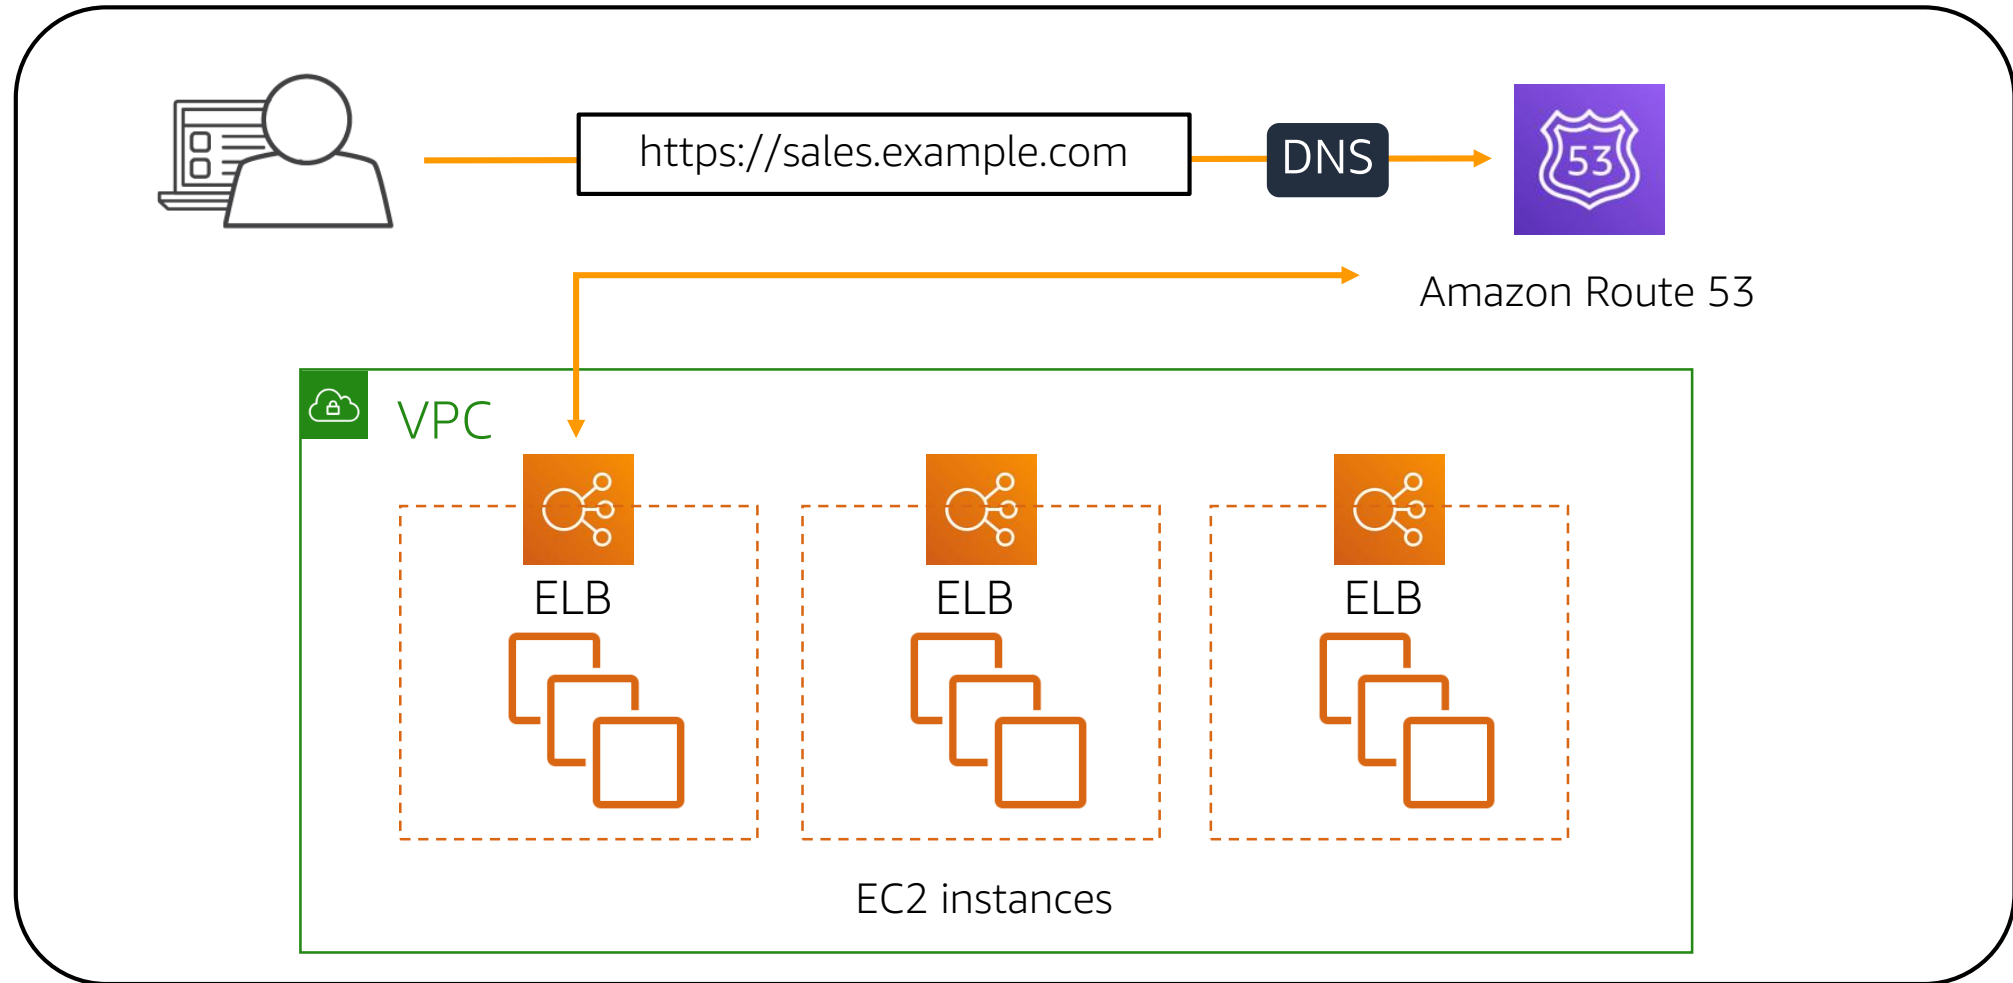 https://sales.example.com
DNS
53
Amazon Route 53
VPC
ELB
ELB
ELB
EC2 instances